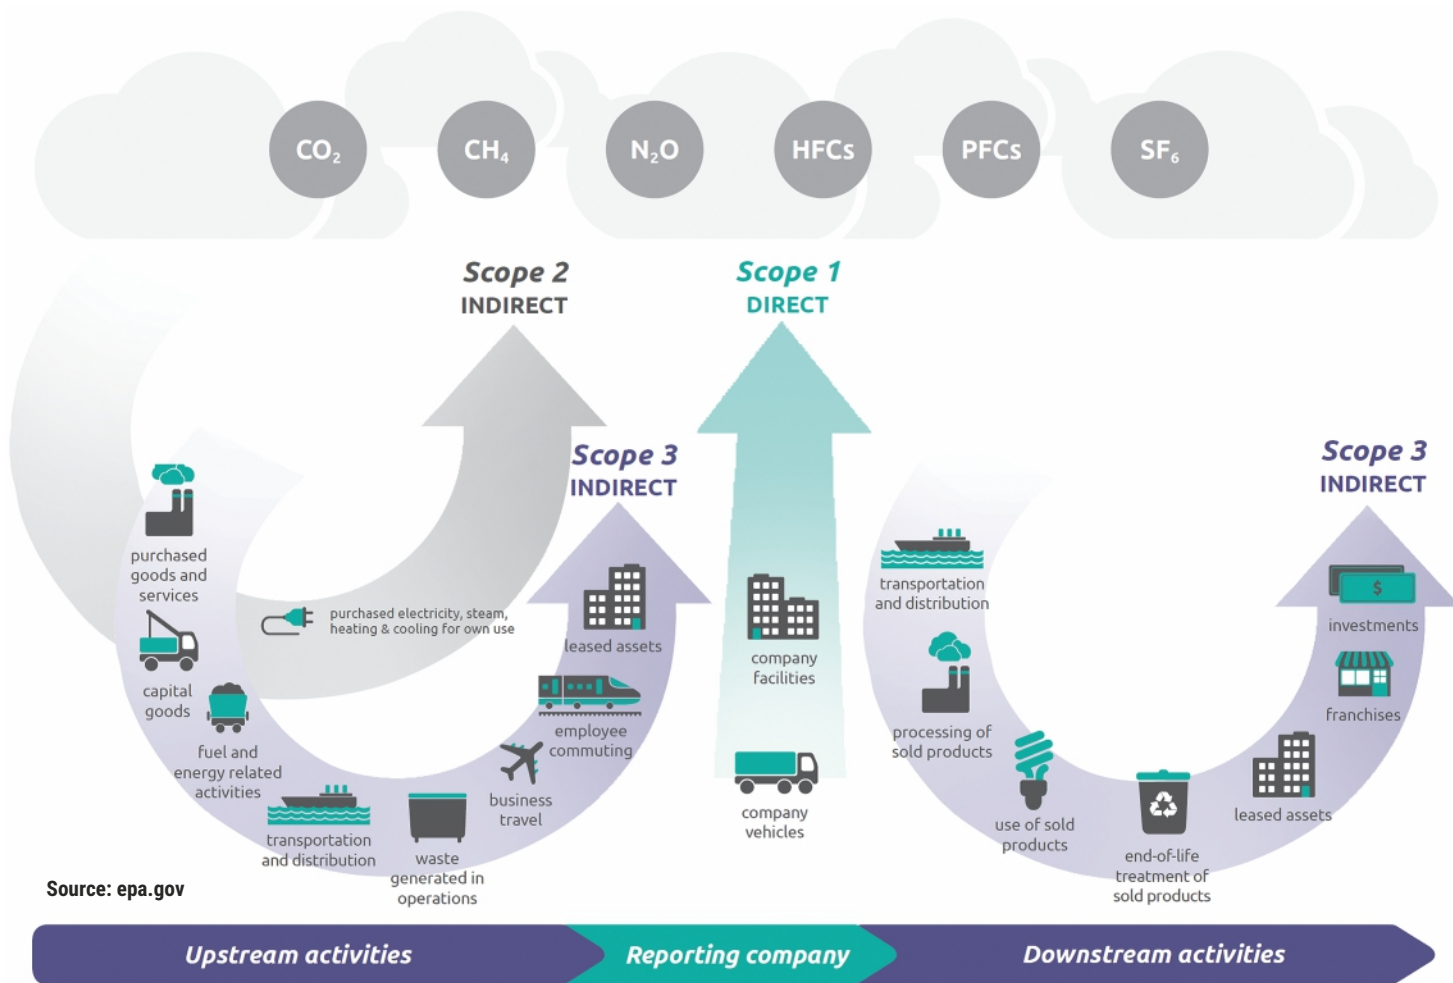 CO₂
CH₄
N₂O
HFCs
PFCs
SF₆
Scope 2
INDIRECT
Scope 1
DIRECT
Scope 3
INDIRECT
Scope 3
INDIRECT
purchased
goods and
services
capital
goods
fuel and
energy related
activities
transportation
and distribution
waste
generated in
operations
business
travel
employee
commuting
leased assets
purchased electricity, steam,
heating & cooling for own use
company
facilities
company
vehicles
transportation
and distribution
processing of
sold products
use of sold
products
end-of-life
treatment of
sold products
leased assets
franchises
$
investments
Source: epa.gov
Upstream activities
Reporting company
Downstream activities